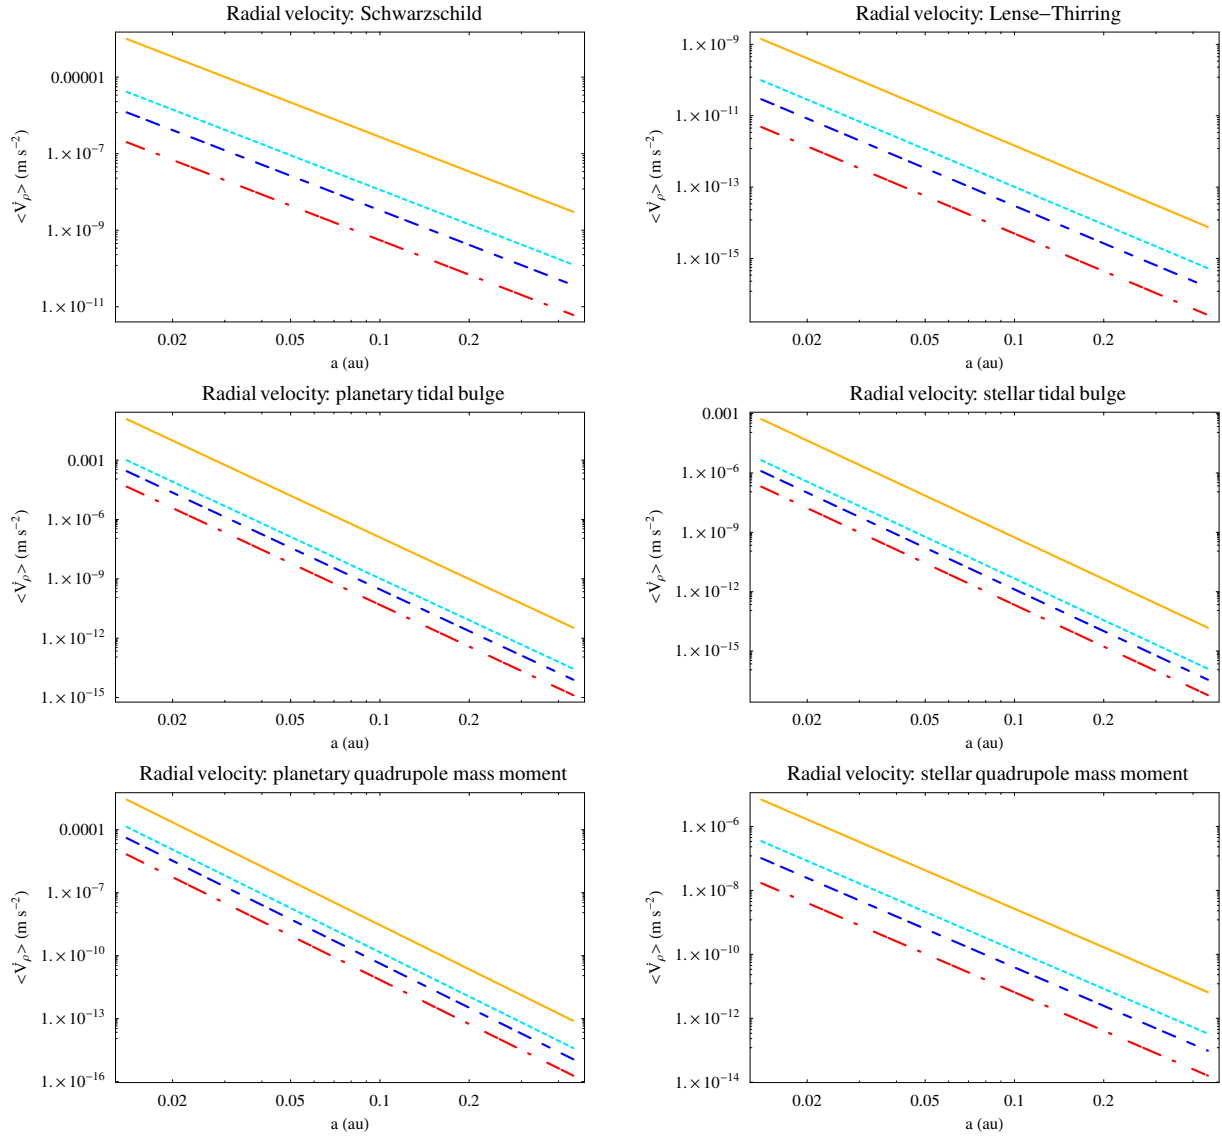 Radial velocity: Schwarzschild
0.00001
1.×10⁻⁷
1.×10⁻⁹
1.×10⁻¹¹
<V̇ρ> (m s⁻²)
0.02 0.05 0.1 0.2
a (au)
Radial velocity: Lense−Thirring
1.×10⁻⁹
1.×10⁻¹¹
1.×10⁻¹³
1.×10⁻¹⁵
<V̇ρ> (m s⁻²)
0.02 0.05 0.1 0.2
a (au)
Radial velocity: planetary tidal bulge
0.001
1.×10⁻⁶
1.×10⁻⁹
1.×10⁻¹²
1.×10⁻¹⁵
<V̇ρ> (m s⁻²)
0.02 0.05 0.1 0.2
a (au)
Radial velocity: stellar tidal bulge
0.001
1.×10⁻⁶
1.×10⁻⁹
1.×10⁻¹²
1.×10⁻¹⁵
<V̇ρ> (m s⁻²)
0.02 0.05 0.1 0.2
a (au)
Radial velocity: planetary quadrupole mass moment
0.0001
1.×10⁻⁷
1.×10⁻¹⁰
1.×10⁻¹³
1.×10⁻¹⁶
<V̇ρ> (m s⁻²)
0.02 0.05 0.1 0.2
a (au)
Radial velocity: stellar quadrupole mass moment
1.×10⁻⁶
1.×10⁻⁸
1.×10⁻¹⁰
1.×10⁻¹²
1.×10⁻¹⁴
<V̇ρ> (m s⁻²)
0.02 0.05 0.1 0.2
a (au)